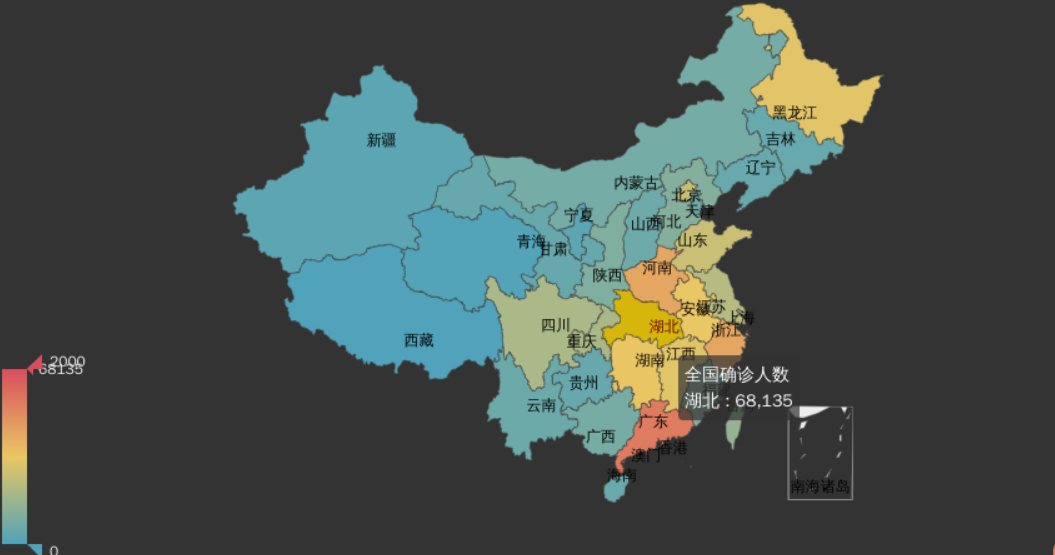 黑龙江
吉林
新疆
辽宁
内蒙古
北京
天津
宁夏
山西
河北
青海
甘肃
山东
河南
陕西
安徽
江苏
上海
四川
湖北
浙江
重庆
西藏
湖南
江西
2000
68135
全国确诊人数
湖北 : 68,135
贵州
云南
广东
广西
香港
澳门
海南
南海诸岛
0